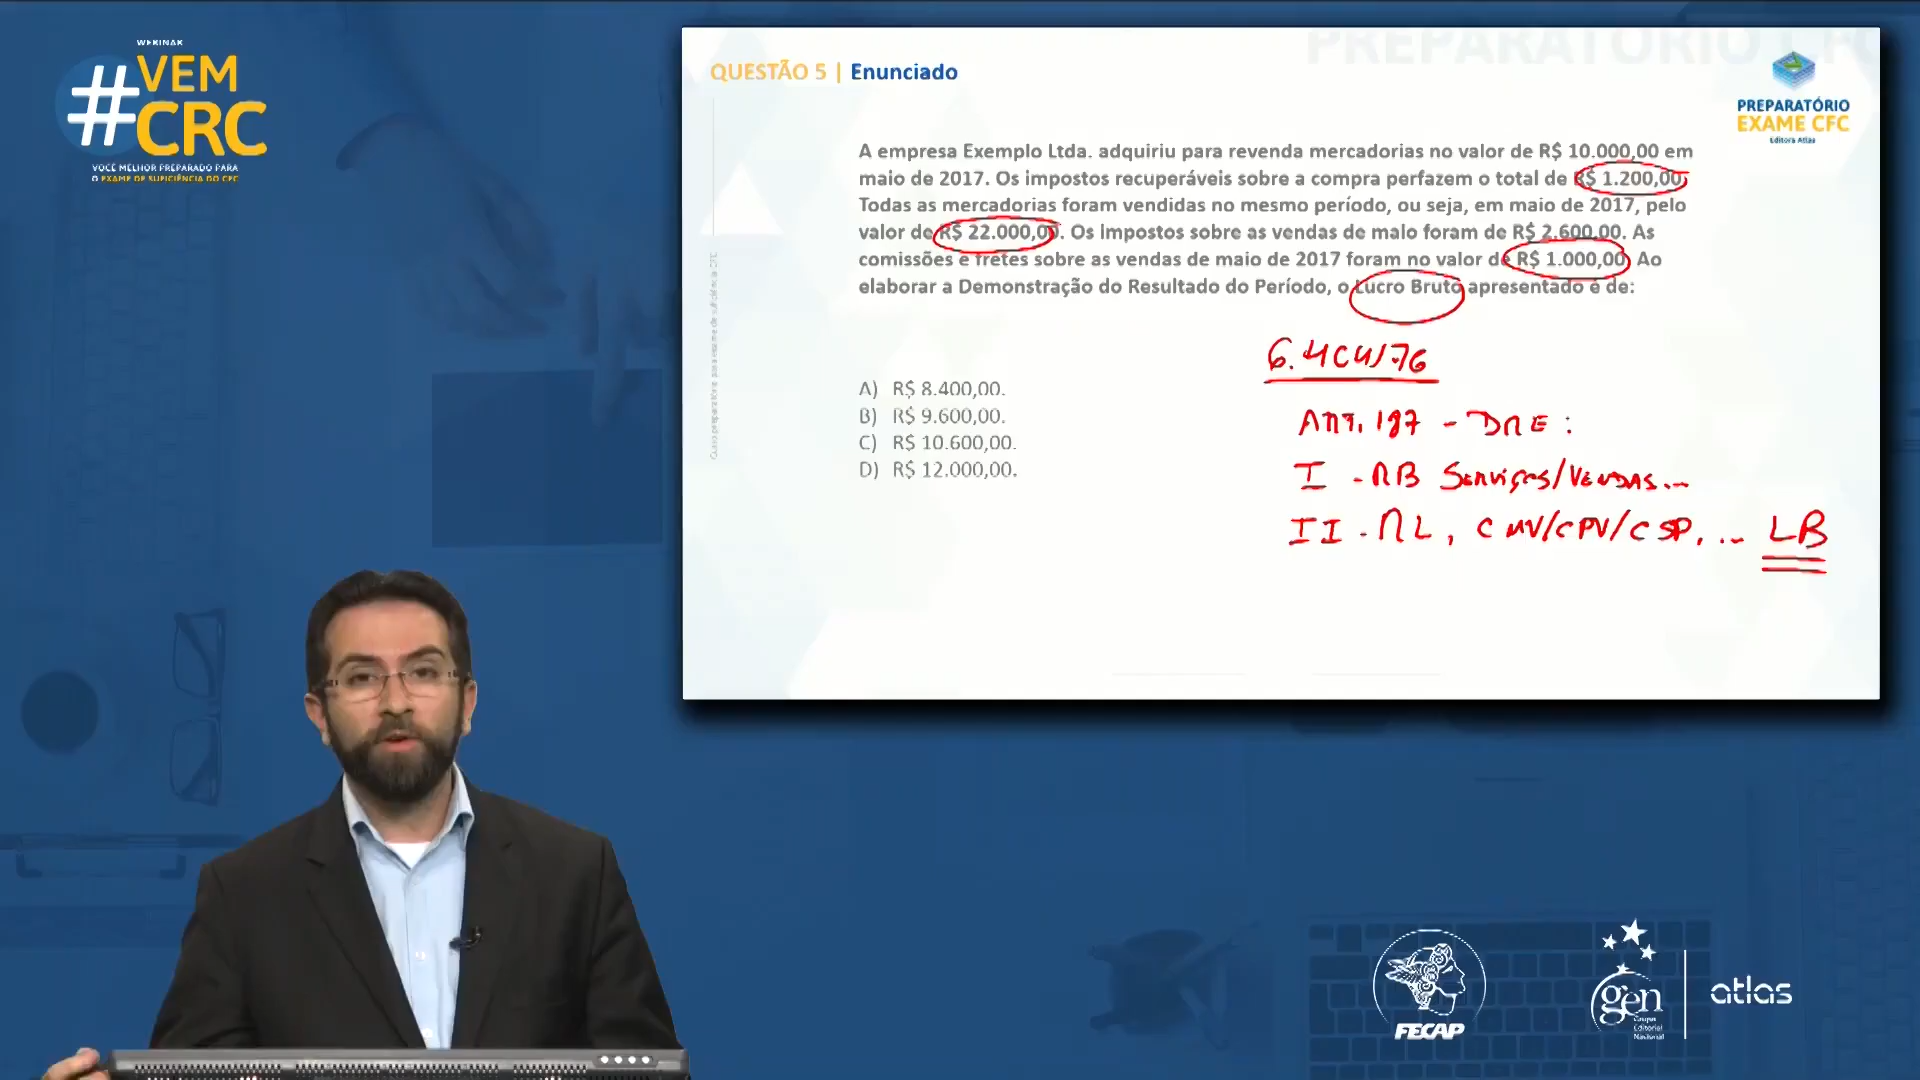 WEBINAR
#VEM
CRC
VOCÊ MELHOR PREPARADO PARA
O EXAME DE SUFICIÊNCIA DO CFC
PREPARATÓRIO CFC
QUESTÃO 5 | Enunciado
PREPARATÓRIO
EXAME CFC
Editora Atlas
A empresa Exemplo Ltda. adquiriu para revenda mercadorias no valor de R$ 10.000,00 em
maio de 2017. Os impostos recuperáveis sobre a compra perfazem o total de R$ 1.200,00.
Todas as mercadorias foram vendidas no mesmo período, ou seja, em maio de 2017, pelo
valor de R$ 22.000,00. Os impostos sobre as vendas de maio foram de R$ 2.600,00. As
comissões e fretes sobre as vendas de maio de 2017 foram no valor de R$ 1.000,00. Ao
elaborar a Demonstração do Resultado do Período, o Lucro Bruto apresentado é de:
A) R$ 8.400,00.
B) R$ 9.600,00.
C) R$ 10.600,00.
D) R$ 12.000,00.
6.404/76
ART. 187 - DRE:
I - RB Serviços/Vendas...
II - RL, CMV/CPV/CSP, ... LB
FECAP
gen
Grupo
Editorial
Nacional
atlas